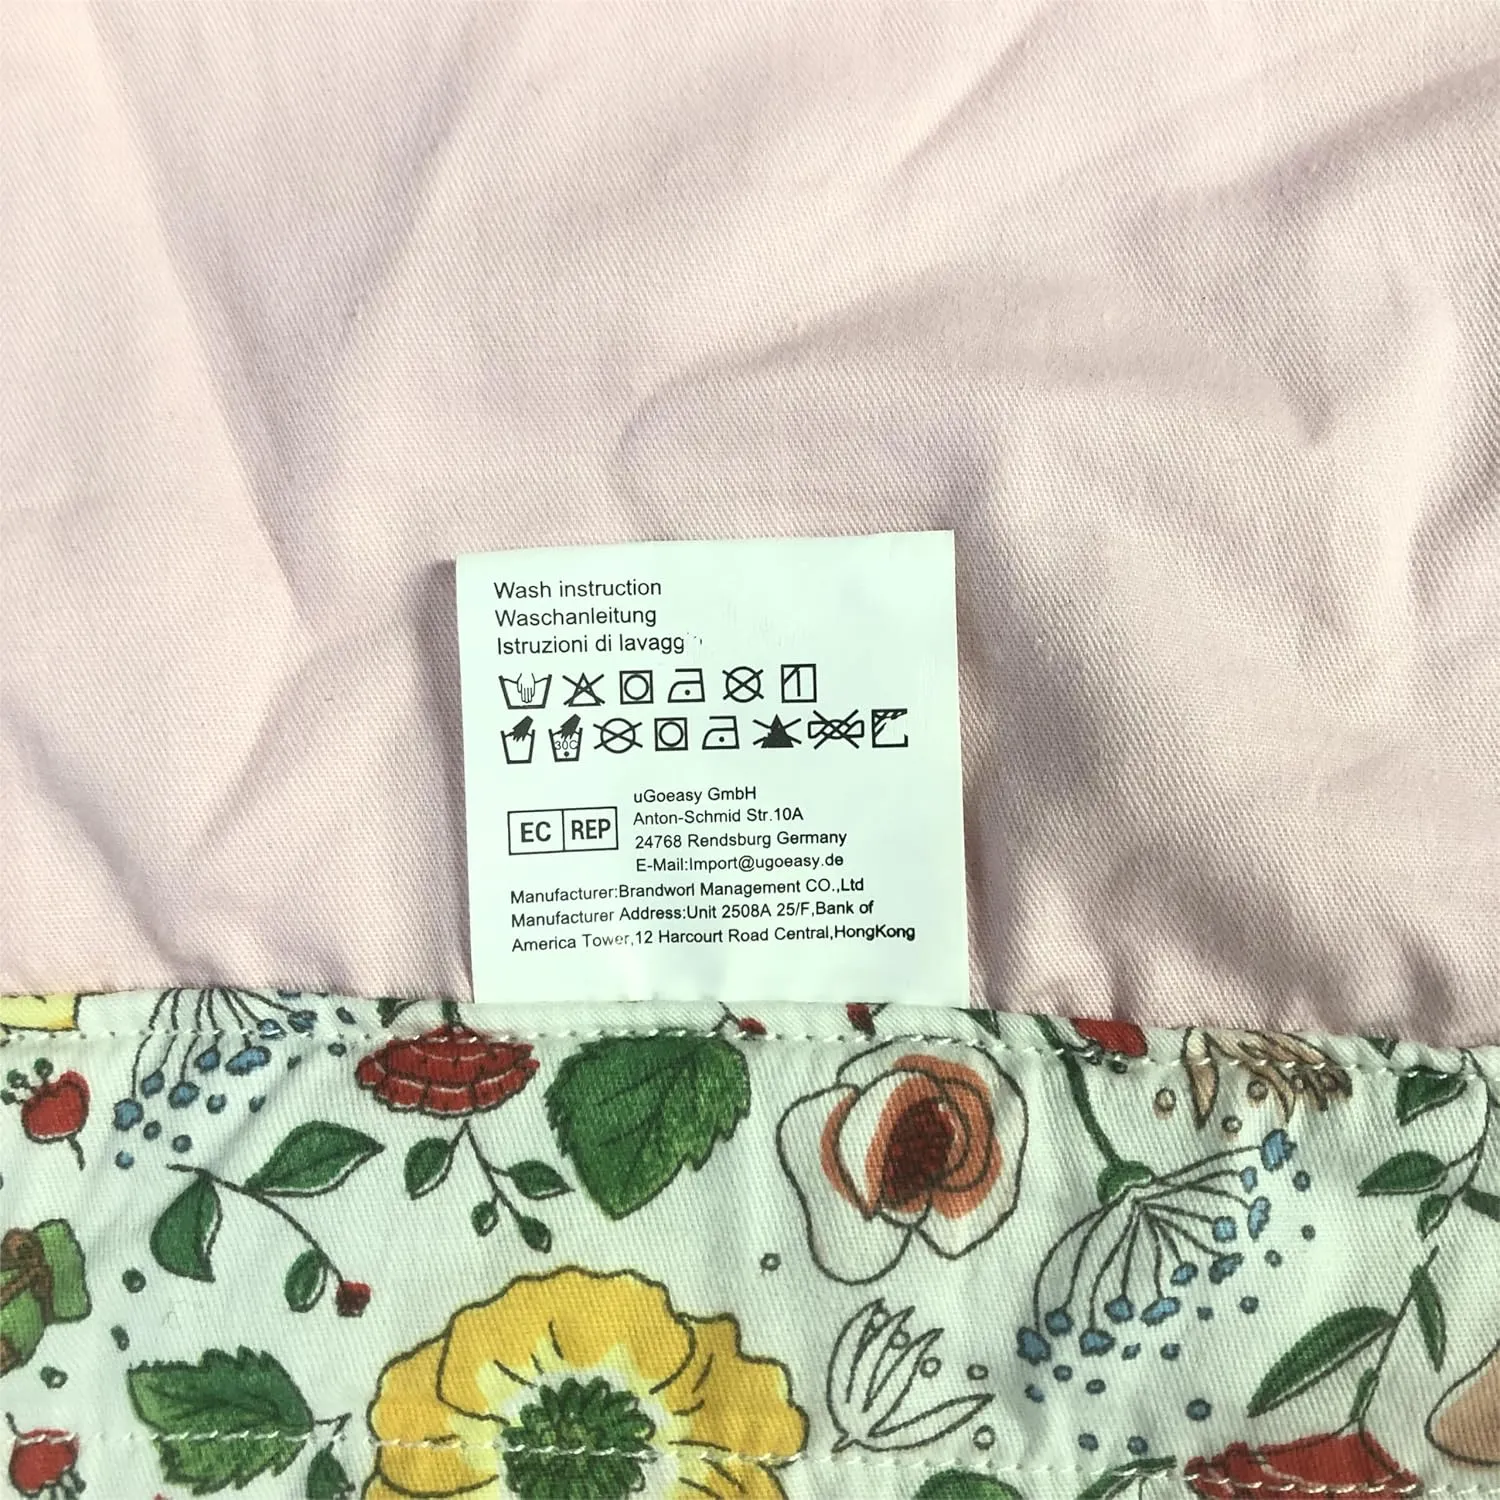 Wash instruction
Waschanleitung
Istruzioni di lavagg
30C
EC REP
uGoeasy GmbH
Anton-Schmid Str.10A
24768 Rendsburg Germany
E-Mail:Import@ugoeasy.de
Manufacturer:Brandworl Management CO.,Ltd
Manufacturer Address:Unit 2508A 25/F,Bank of
America Tower,12 Harcourt Road Central,HongKong